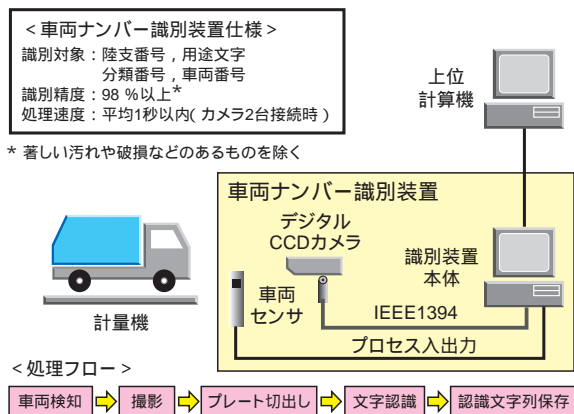 <車両ナンバー識別装置仕様>
識別対象:陸支番号,用途文字
分類番号,車両番号
識別精度:98 %以上*
処理速度:平均1秒以内(カメラ2台接続時)
* 著しい汚れや破損などのあるものを除く
上位
計算機
車両ナンバー識別装置
デジタル
CCDカメラ
識別装置
本体
車両
センサ
IEEE1394
プロセス入出力
計量機
<処理フロー>
車両検知
撮影
プレート切出し
文字認識
認識文字列保存